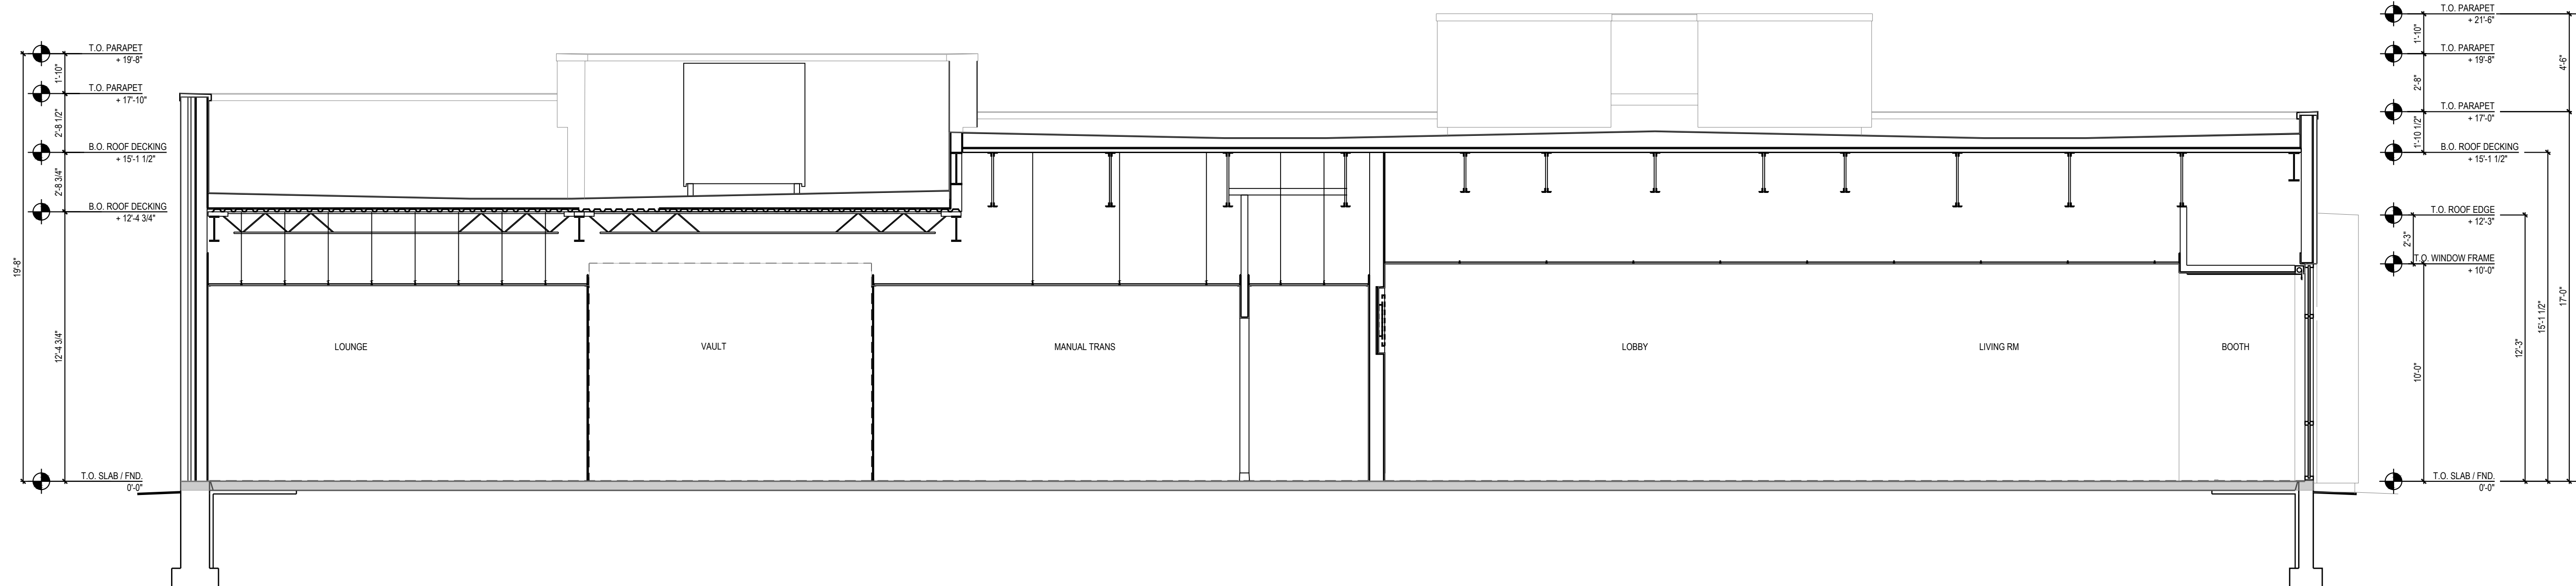 T.O. PARAPET
+ 19'-8"
T.O. PARAPET
+ 17'-10"
B.O. ROOF DECKING
+ 15'-1 1/2"
B.O. ROOF DECKING
+ 12'-4 3/4"
T.O. SLAB / FND.
0'-0"
19'-8"
1'-10"
2'-8 1/2"
2'-8 3/4"
12'-4 3/4"
LOUNGE
VAULT
MANUAL TRANS
LOBBY
LIVING RM
BOOTH
T.O. PARAPET
+ 21'-6"
T.O. PARAPET
+ 19'-8"
T.O. PARAPET
+ 17'-0"
B.O. ROOF DECKING
+ 15'-1 1/2"
T.O. ROOF EDGE
+ 12'-3"
T.O. WINDOW FRAME
+ 10'-0"
T.O. SLAB / FND.
0'-0"
1'-10"
2'-8"
1'-10 1/2"
2'-3"
10'-0"
12'-3"
15'-1 1/2"
4'-6"
17'-0"